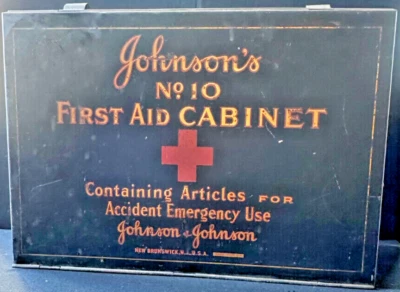 Johnson's
No 10
FIRST AID CABINET
Containing Articles FOR
Accident Emergency Use
Johnson & Johnson
NEW BRUNSWICK, N.J., U.S.A.